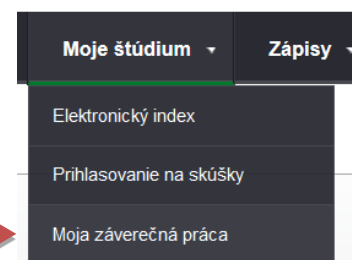 Moje štúdium Zápisy
Elektronický index
Prihlasovanie na skúšky
Moja záverečná práca